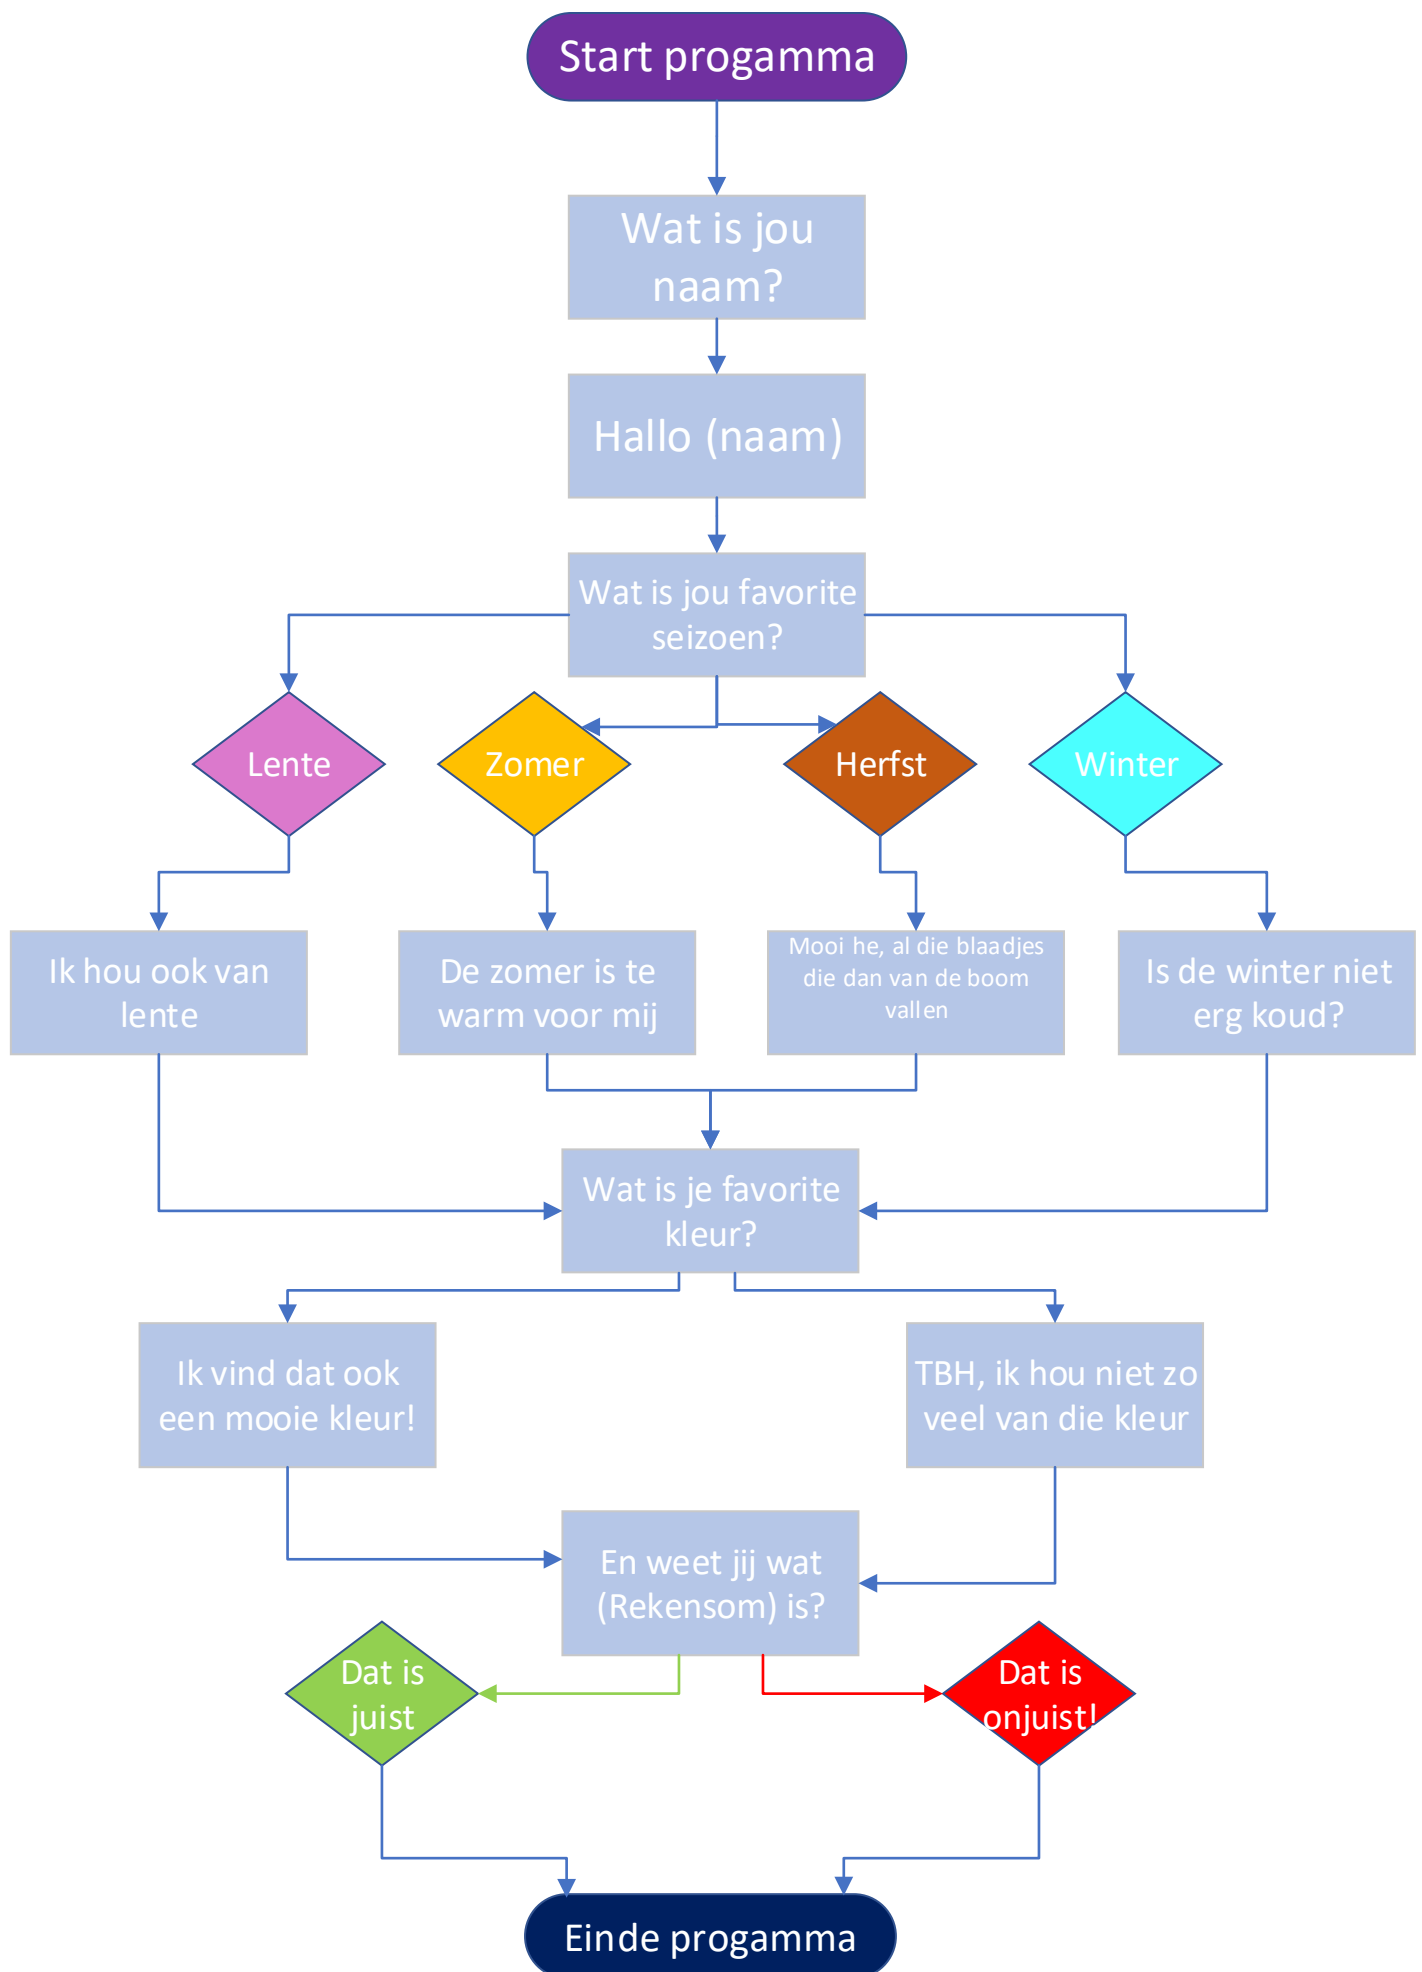 Start progamma
Wat is jou
naam?
Hallo (naam)
Wat is jou favorite
seizoen?
Lente
Zomer
Herfst
Winter
Ik hou ook van
lente
De zomer is te
warm voor mij
Mooi he, al die blaadjes
die dan van de boom
vallen
Is de winter niet
erg koud?
Wat is je favorite
kleur?
Ik vind dat ook
een mooie kleur!
TBH, ik hou niet zo
veel van die kleur
En weet jij wat
(Rekensom) is?
Dat is
juist
Dat is
onjuist!
Einde progamma